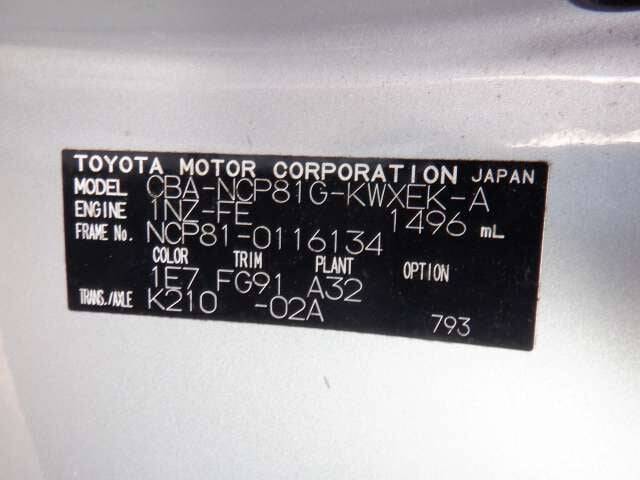 TOYOTA MOTOR CORPORATION JAPAN
MODEL CBA-NCP81G-KWXEK-A
ENGINE 1NZ-FE 1496 mL
FRAME No. NCP81-0116134
COLOR TRIM PLANT OPTION
1E7 FG91 A32
TRANS./AXLE K210 -02A
793